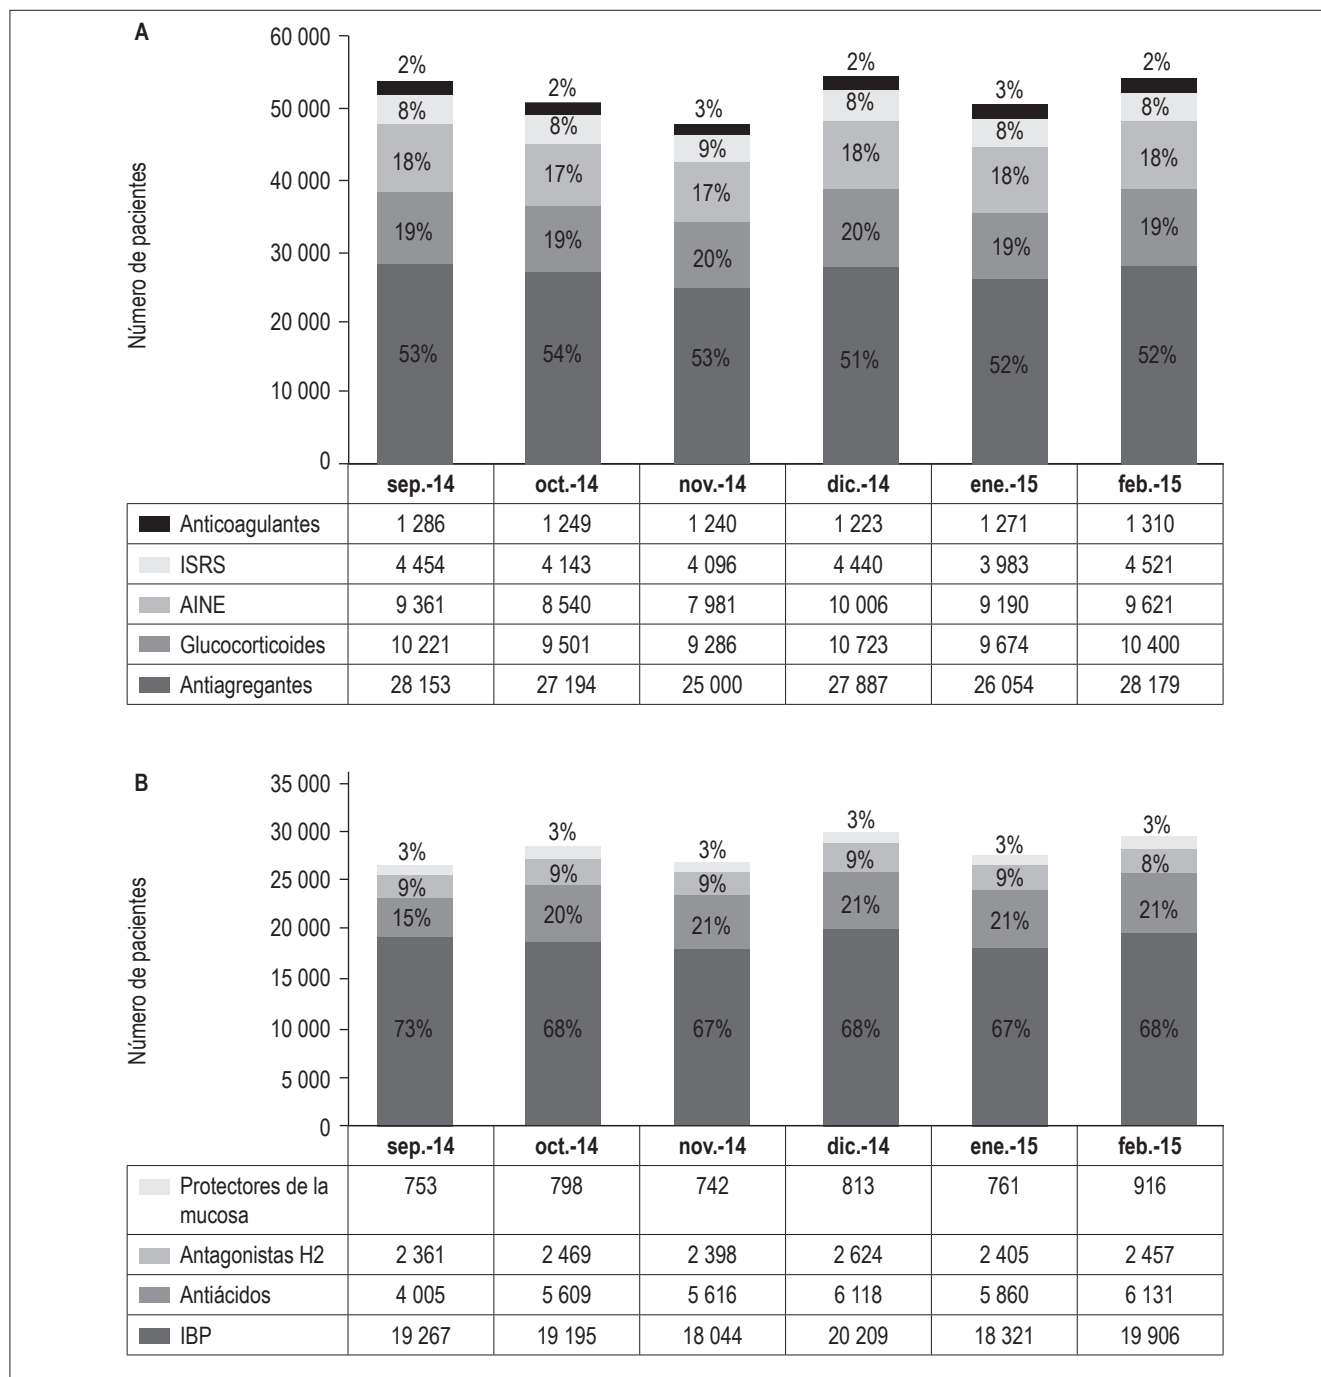 A
60 000
50 000
40 000
30 000
20 000
10 000
0
Número de pacientes
2% 2% 3% 2% 3% 2%
8% 8% 9% 8% 8% 8%
18% 17% 17% 18% 18% 18%
19% 19% 20% 20% 19% 19%
53% 54% 53% 51% 52% 52%
sep.-14 oct.-14 nov.-14 dic.-14 ene.-15 feb.-15
Anticoagulantes 1 286 1 249 1 240 1 223 1 271 1 310
ISRS 4 454 4 143 4 096 4 440 3 983 4 521
AINE 9 361 8 540 7 981 10 006 9 190 9 621
Glucocorticoides 10 221 9 501 9 286 10 723 9 674 10 400
Antiagregantes 28 153 27 194 25 000 27 887 26 054 28 179
B
35 000
30 000
25 000
20 000
15 000
10 000
5 000
0
Número de pacientes
3% 3% 3% 3% 3% 3%
9% 9% 9% 9% 9% 8%
15% 20% 21% 21% 21% 21%
73% 68% 67% 68% 67% 68%
sep.-14 oct.-14 nov.-14 dic.-14 ene.-15 feb.-15
Protectores de la 753 798 742 813 761 916
mucosa
Antagonistas H2 2 361 2 469 2 398 2 624 2 405 2 457
Antiácidos 4 005 5 609 5 616 6 118 5 860 6 131
IBP 19 267 19 195 18 044 20 209 18 321 19 906